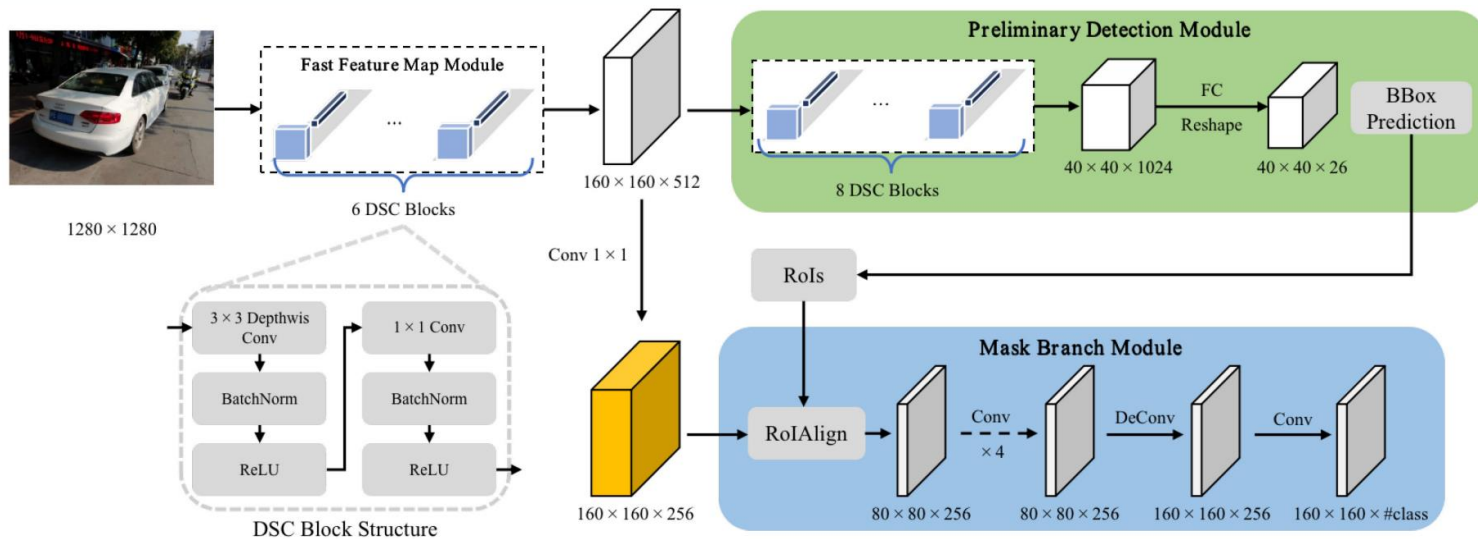 Fast Feature Map Module
...
6 DSC Blocks
1280 × 1280
160 × 160 × 512
Preliminary Detection Module
...
8 DSC Blocks
40 × 40 × 1024
FC
Reshape
40 × 40 × 26
BBox
Prediction
Conv 1 × 1
RoIs
3 × 3 Depthwis
Conv
BatchNorm
ReLU
1 × 1 Conv
BatchNorm
ReLU
DSC Block Structure
160 × 160 × 256
Mask Branch Module
RoIAlign
80 × 80 × 256
Conv
× 4
80 × 80 × 256
DeConv
160 × 160 × 256
Conv
160 × 160 × #class